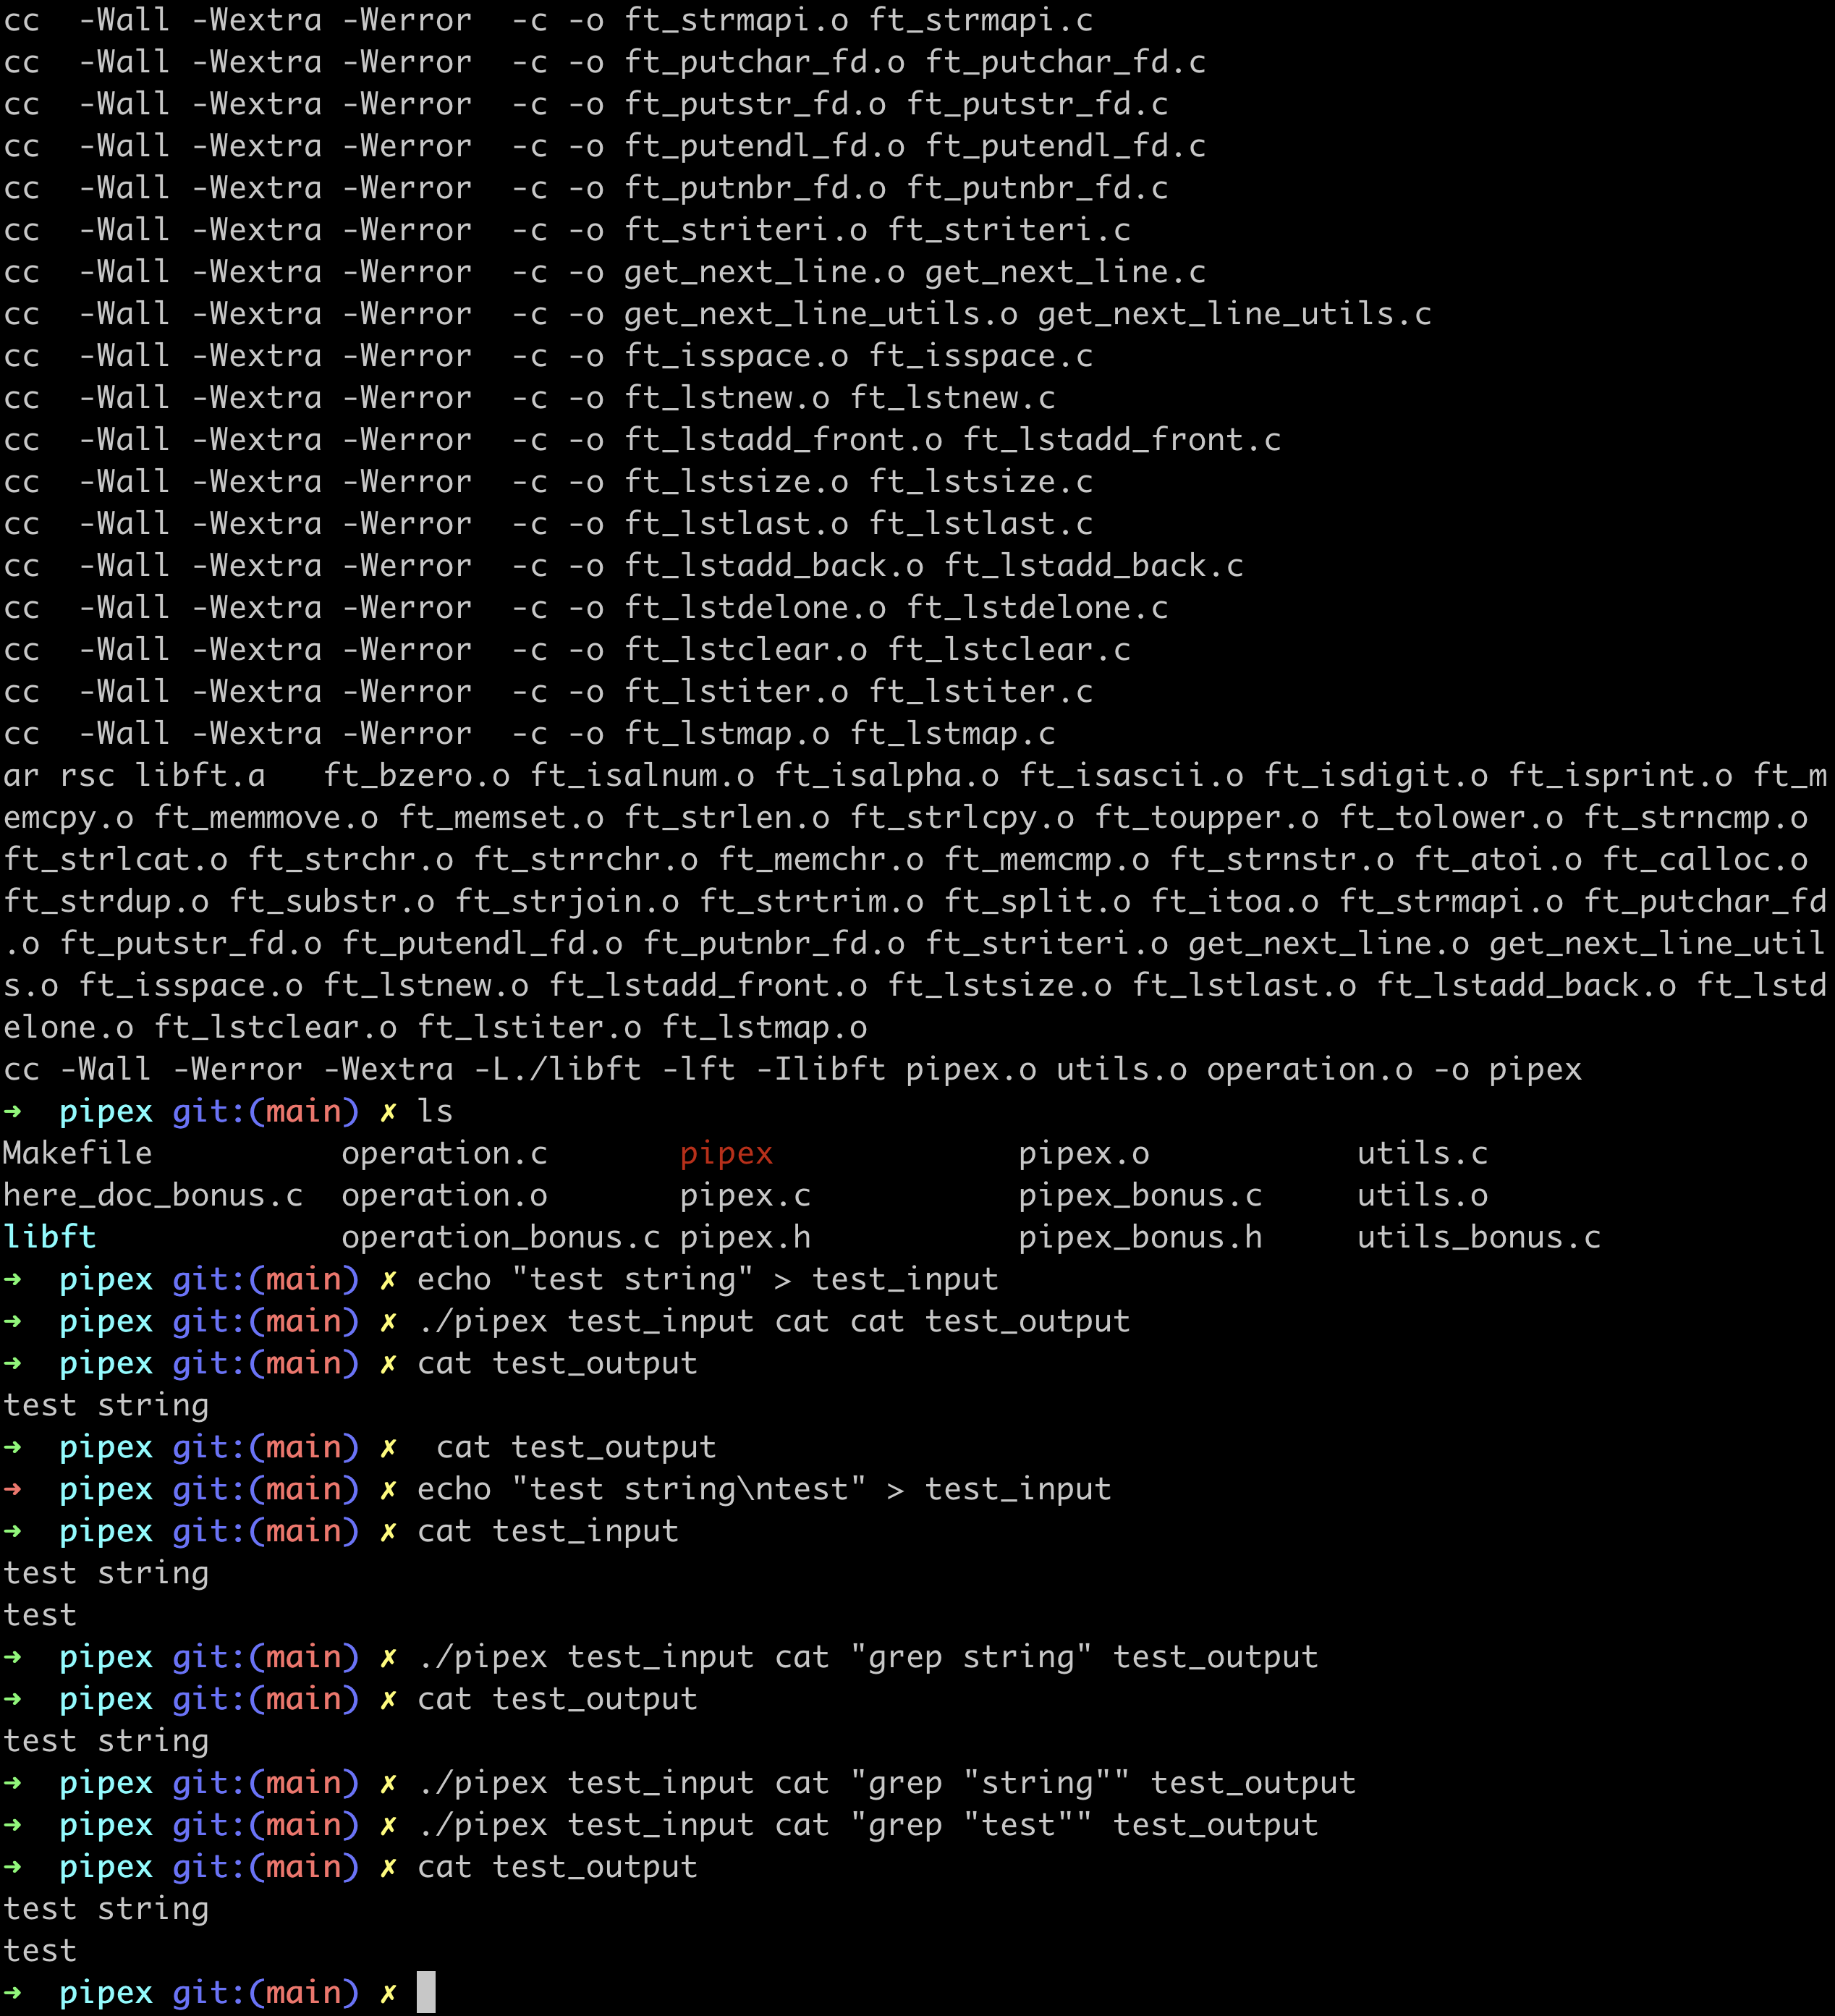 cc  -Wall -Wextra -Werror  -c -o ft_strmapi.o ft_strmapi.c
cc  -Wall -Wextra -Werror  -c -o ft_putchar_fd.o ft_putchar_fd.c
cc  -Wall -Wextra -Werror  -c -o ft_putstr_fd.o ft_putstr_fd.c
cc  -Wall -Wextra -Werror  -c -o ft_putendl_fd.o ft_putendl_fd.c
cc  -Wall -Wextra -Werror  -c -o ft_putnbr_fd.o ft_putnbr_fd.c
cc  -Wall -Wextra -Werror  -c -o ft_striteri.o ft_striteri.c
cc  -Wall -Wextra -Werror  -c -o get_next_line.o get_next_line.c
cc  -Wall -Wextra -Werror  -c -o get_next_line_utils.o get_next_line_utils.c
cc  -Wall -Wextra -Werror  -c -o ft_isspace.o ft_isspace.c
cc  -Wall -Wextra -Werror  -c -o ft_lstnew.o ft_lstnew.c
cc  -Wall -Wextra -Werror  -c -o ft_lstadd_front.o ft_lstadd_front.c
cc  -Wall -Wextra -Werror  -c -o ft_lstsize.o ft_lstsize.c
cc  -Wall -Wextra -Werror  -c -o ft_lstlast.o ft_lstlast.c
cc  -Wall -Wextra -Werror  -c -o ft_lstadd_back.o ft_lstadd_back.c
cc  -Wall -Wextra -Werror  -c -o ft_lstdelone.o ft_lstdelone.c
cc  -Wall -Wextra -Werror  -c -o ft_lstclear.o ft_lstclear.c
cc  -Wall -Wextra -Werror  -c -o ft_lstiter.o ft_lstiter.c
cc  -Wall -Wextra -Werror  -c -o ft_lstmap.o ft_lstmap.c
ar rsc libft.a   ft_bzero.o ft_isalnum.o ft_isalpha.o ft_isascii.o ft_isdigit.o ft_isprint.o ft_m
emcpy.o ft_memmove.o ft_memset.o ft_strlen.o ft_strlcpy.o ft_toupper.o ft_tolower.o ft_strncmp.o
ft_strlcat.o ft_strchr.o ft_strrchr.o ft_memchr.o ft_memcmp.o ft_strnstr.o ft_atoi.o ft_calloc.o
ft_strdup.o ft_substr.o ft_strjoin.o ft_strtrim.o ft_split.o ft_itoa.o ft_strmapi.o ft_putchar_fd
.o ft_putstr_fd.o ft_putendl_fd.o ft_putnbr_fd.o ft_striteri.o get_next_line.o get_next_line_util
s.o ft_isspace.o ft_lstnew.o ft_lstadd_front.o ft_lstsize.o ft_lstlast.o ft_lstadd_back.o ft_lstd
elone.o ft_lstclear.o ft_lstiter.o ft_lstmap.o
cc -Wall -Werror -Wextra -L./libft -lft -Ilibft pipex.o utils.o operation.o -o pipex
➜  pipex git:(main) ✗ ls
Makefile          operation.c       pipex             pipex.o           utils.c
here_doc_bonus.c  operation.o       pipex.c           pipex_bonus.c     utils.o
libft             operation_bonus.c pipex.h           pipex_bonus.h     utils_bonus.c
➜  pipex git:(main) ✗ echo "test string" > test_input
➜  pipex git:(main) ✗ ./pipex test_input cat cat test_output
➜  pipex git:(main) ✗ cat test_output
test string
➜  pipex git:(main) ✗  cat test_output
➜  pipex git:(main) ✗ echo "test string\ntest" > test_input
➜  pipex git:(main) ✗ cat test_input
test string
test
➜  pipex git:(main) ✗ ./pipex test_input cat "grep string" test_output
➜  pipex git:(main) ✗ cat test_output
test string
➜  pipex git:(main) ✗ ./pipex test_input cat "grep "string"" test_output
➜  pipex git:(main) ✗ ./pipex test_input cat "grep "test"" test_output
➜  pipex git:(main) ✗ cat test_output
test string
test
➜  pipex git:(main) ✗